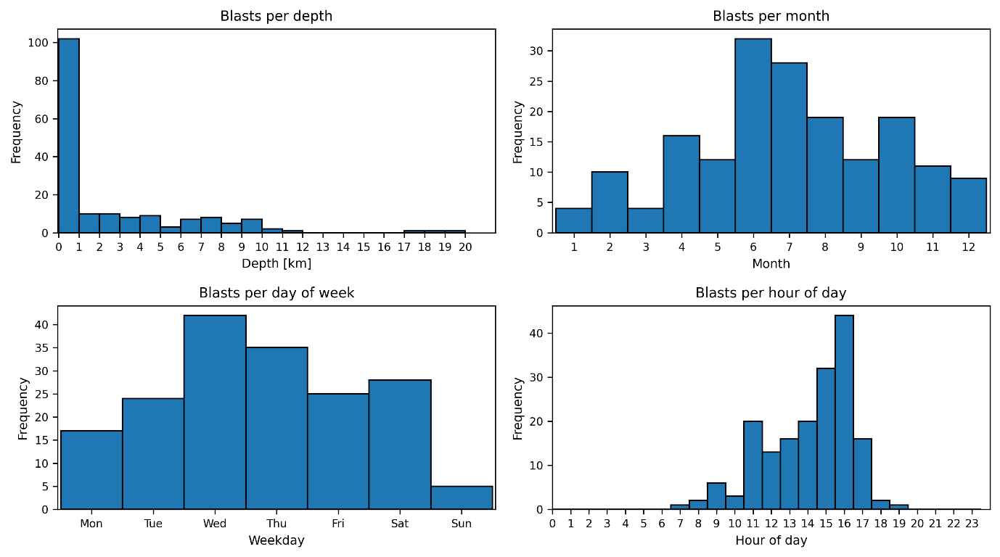 Blasts per depth
Frequency
100
80
60
40
20
0
0 1 2 3 4 5 6 7 8 9 10 11 12 13 14 15 16 17 18 19 20
Depth [km]
Blasts per month
Frequency
30
25
20
15
10
5
0
1 2 3 4 5 6 7 8 9 10 11 12
Month
Blasts per day of week
Frequency
40
35
30
25
20
15
10
5
0
Mon Tue Wed Thu Fri Sat Sun
Weekday
Blasts per hour of day
Frequency
40
30
20
10
0
0 1 2 3 4 5 6 7 8 9 10 11 12 13 14 15 16 17 18 19 20 21 22 23
Hour of day